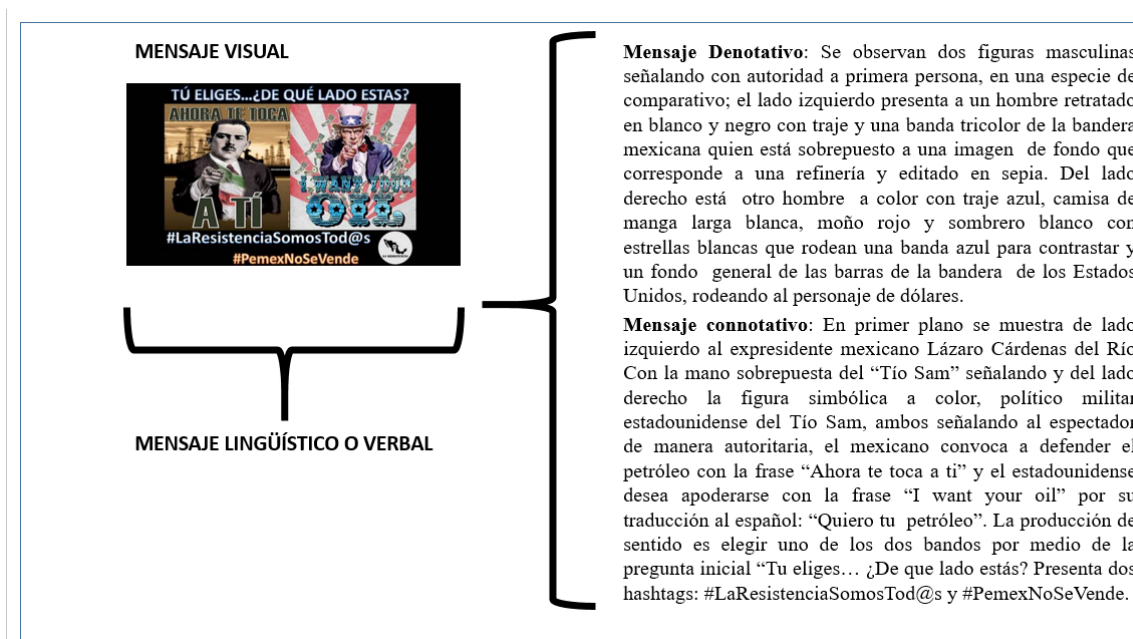 MENSAJE VISUAL
TÚ ELIGES...¿DE QUÉ LADO ESTAS?
AHORA TE TOCA
A TÍ
I WANT YOUR
OIL
#LaResistenciaSomosTod@s
#PemexNoSeVende
MENSAJE LINGÜÍSTICO O VERBAL
Mensaje Denotativo: Se observan dos figuras masculinas
señalando con autoridad a primera persona, en una especie de
comparativo; el lado izquierdo presenta a un hombre retratado
en blanco y negro con traje y una banda tricolor de la bandera
mexicana quien está sobrepuesto a una imagen de fondo que
corresponde a una refinería y editado en sepia. Del lado
derecho está otro hombre a color con traje azul, camisa de
manga larga blanca, moño rojo y sombrero blanco con
estrellas blancas que rodean una banda azul para contrastar y
un fondo general de las barras de la bandera de los Estados
Unidos, rodeando al personaje de dólares.
Mensaje connotativo: En primer plano se muestra de lado
izquierdo al expresidente mexicano Lázaro Cárdenas del Río
Con la mano sobrepuesta del “Tío Sam” señalando y del lado
derecho la figura simbólica a color, político militar
estadounidense del Tío Sam, ambos señalando al espectador
de manera autoritaria, el mexicano convoca a defender el
petróleo con la frase “Ahora te toca a ti” y el estadounidense
desea apoderarse con la frase “I want your oil” por su
traducción al español: “Quiero tu petróleo”. La producción de
sentido es elegir uno de los dos bandos por medio de la
pregunta inicial “Tu eliges… ¿De que lado estás? Presenta dos
hashtags: #LaResistenciaSomosTod@s y #PemexNoSeVende.